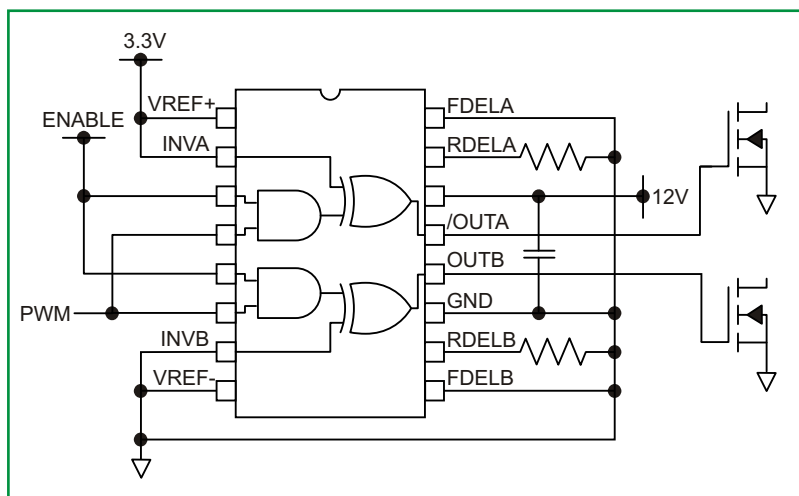 3.3V
VREF+
ENABLE
INVA
PWM
INVB
VREF-
FDELA
RDELA
12V
/OUTA
OUTB
GND
RDELB
FDELB